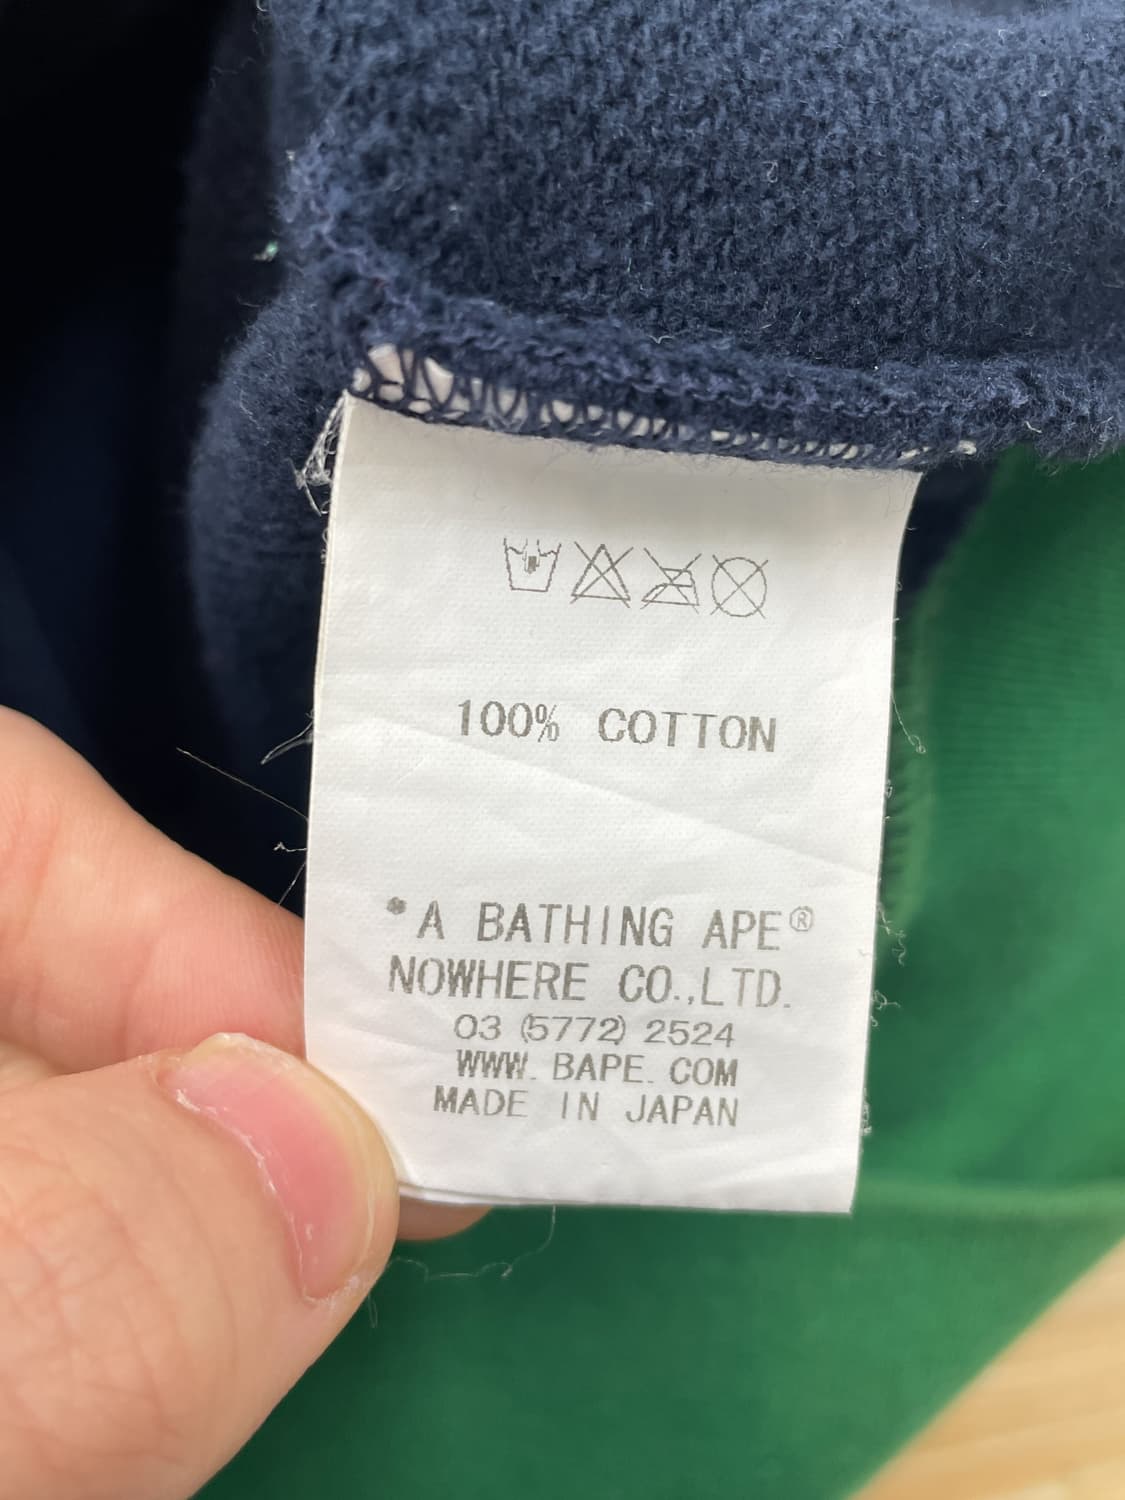 100% COTTON
*A BATHING APE®
NOWHERE CO.,LTD.
03 (5772) 2524
WWW. BAPE. COM
MADE IN JAPAN